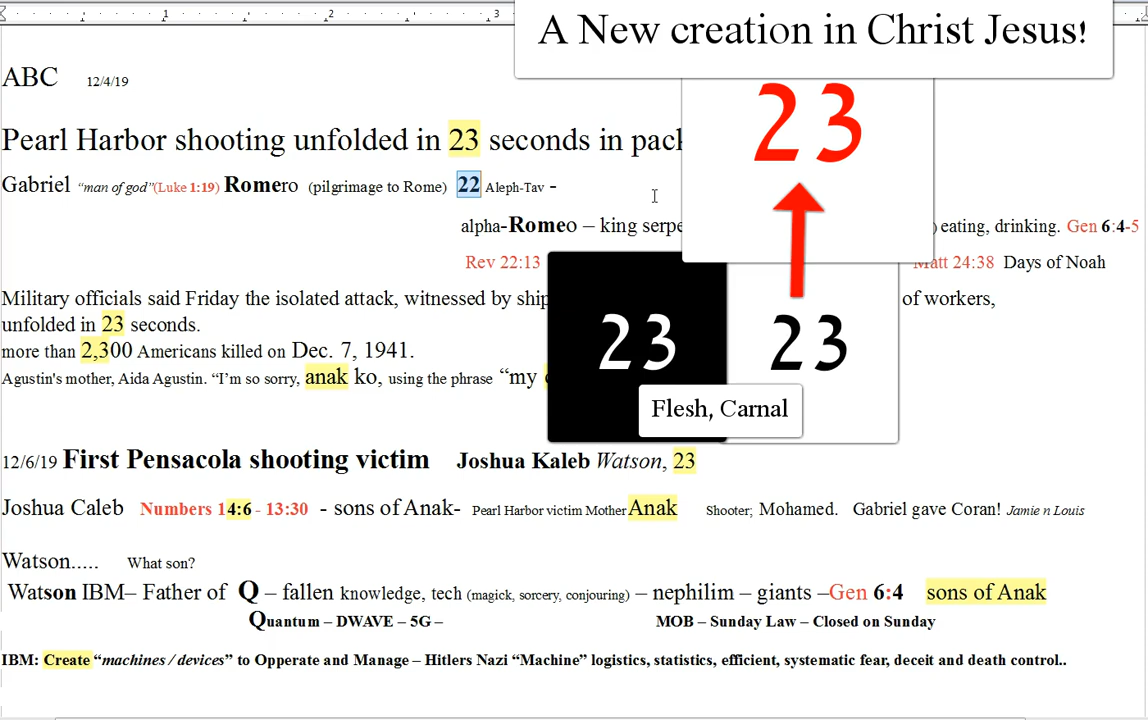 1 2 3
A New creation in Christ Jesus!
ABC 12/4/19
23
Pearl Harbor shooting unfolded in 23 seconds in pack
Gabriel "man of god"(Luke 1:19) Romero (pilgrimage to Rome) 22 Aleph-Tav -
alpha-Romeo – king serpe ) eating, drinking. Gen 6:4-5
Rev 22:13 Matt 24:38 Days of Noah
Military officials said Friday the isolated attack, witnessed by ship of workers,
unfolded in 23 seconds.
23 23
more than 2,300 Americans killed on Dec. 7, 1941.
Agustin's mother, Aida Agustin. “I'm so sorry, anak ko, using the phrase “my
Flesh, Carnal
12/6/19 First Pensacola shooting victim Joshua Kaleb Watson, 23
Joshua Caleb Numbers 14:6 - 13:30 - sons of Anak- Pearl Harbor victim Mother Anak Shooter; Mohamed. Gabriel gave Coran! Jamie n Louis
Watson..... What son?
Watson IBM– Father of Q – fallen knowledge, tech (magick, sorcery, conjouring) – nephilim – giants –Gen 6:4 sons of Anak
Quantum – DWAVE – 5G – MOB – Sunday Law – Closed on Sunday
IBM: Create “machines / devices” to Opperate and Manage – Hitlers Nazi “Machine” logistics, statistics, efficient, systematic fear, deceit and death control..